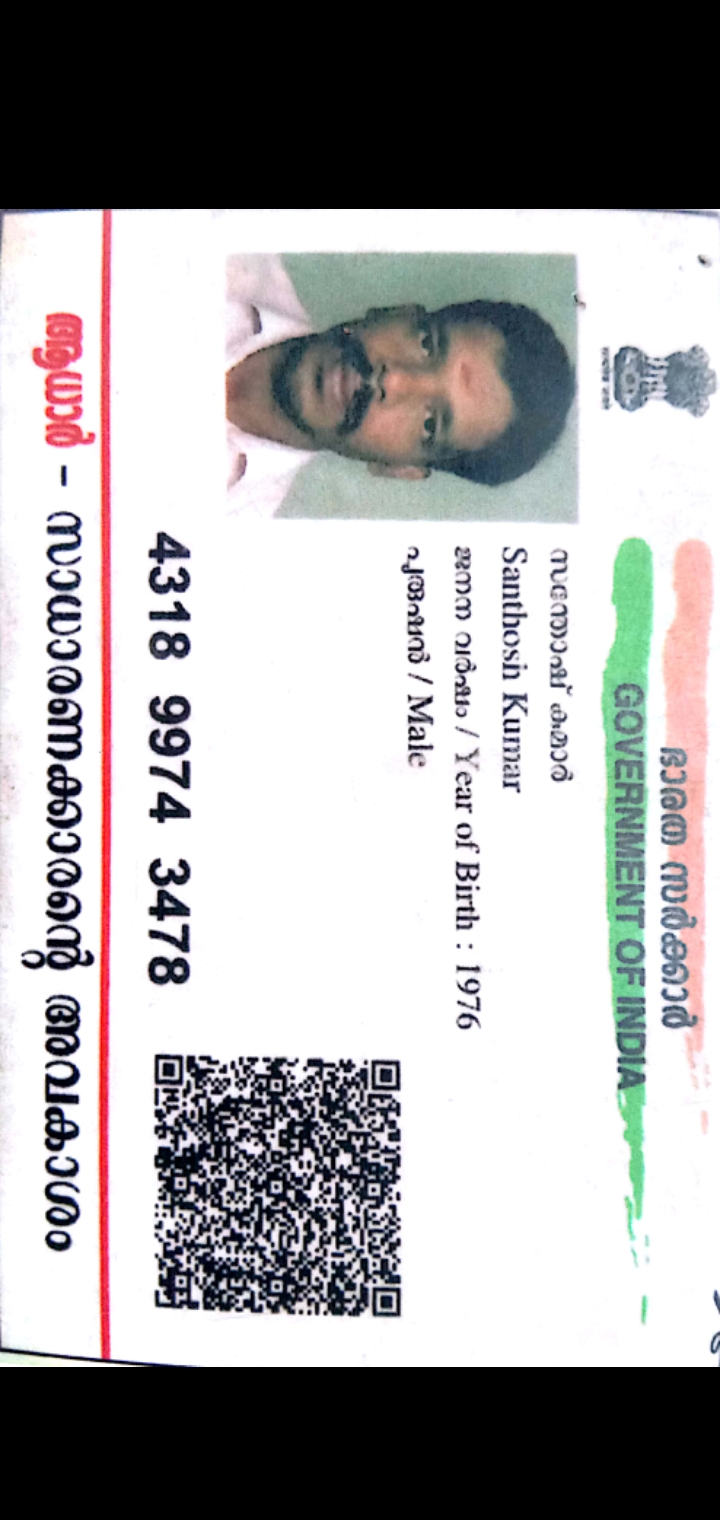 ഭാരത സർക്കാർ
GOVERNMENT OF INDIA
സന്തോഷ് കുമാർ
Santhosh Kumar
ജനന വർഷം / Year of Birth : 1976
പുരുഷൻ / Male
4318 9974 3478
ആധാർ - സാധാരണക്കാരന്റെ അവകാശം